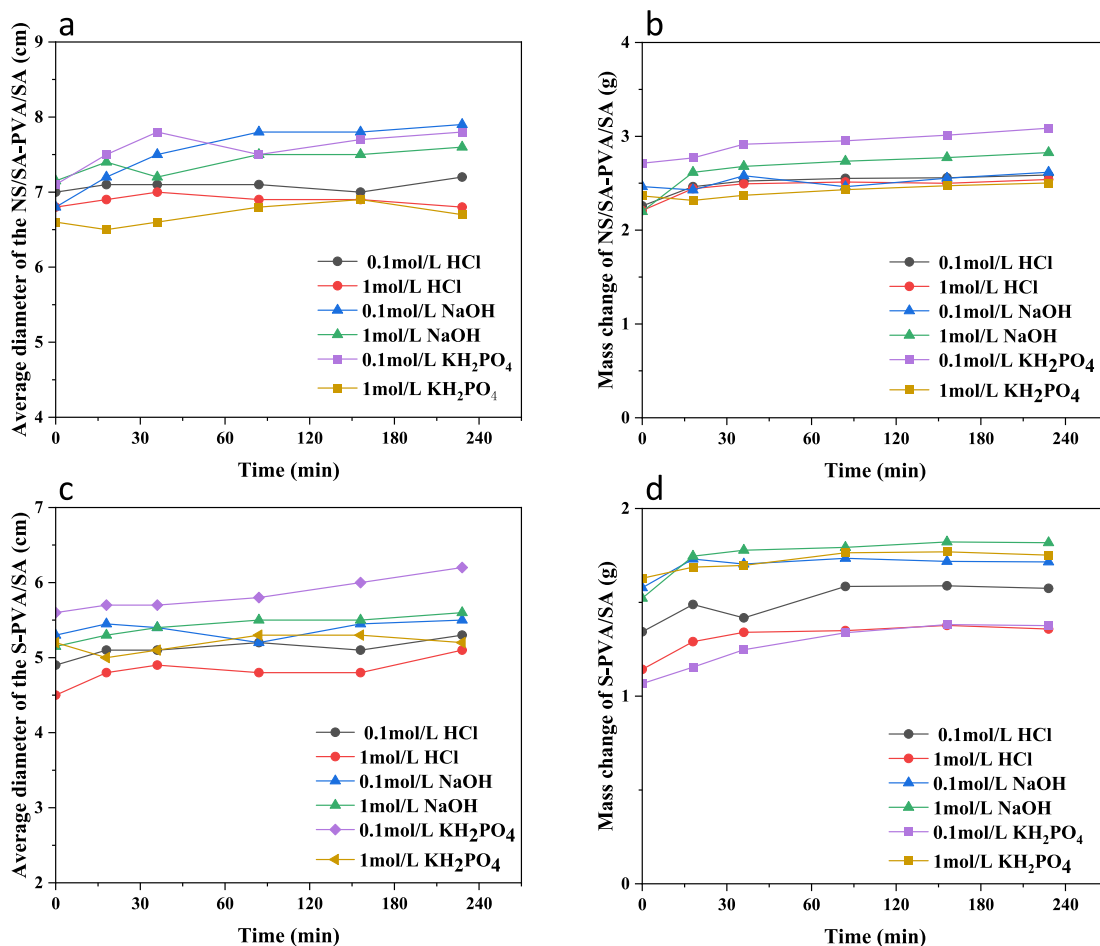 a
Average diameter of the NS/SA-PVA/SA (cm)
9
8
7
6
5
4
0 30 60 120 180 240
Time (min)
0.1mol/L HCl
1mol/L HCl
0.1mol/L NaOH
1mol/L NaOH
0.1mol/L KH₂PO₄
1mol/L KH₂PO₄
b
Mass change of NS/SA-PVA/SA (g)
4
3
2
1
0
0 30 60 120 180 240
Time (min)
0.1mol/L HCl
1mol/L HCl
0.1mol/L NaOH
1mol/L NaOH
0.1mol/L KH₂PO₄
1mol/L KH₂PO₄
c
Average diameter of the S-PVA/SA (cm)
7
6
5
4
3
2
0 30 60 120 180 240
Time (min)
0.1mol/L HCl
1mol/L HCl
0.1mol/L NaOH
1mol/L NaOH
0.1mol/L KH₂PO₄
1mol/L KH₂PO₄
d
Mass change of S-PVA/SA (g)
2
1
0
0 30 60 120 180 240
Time (min)
0.1mol/L HCl
1mol/L HCl
0.1mol/L NaOH
1mol/L NaOH
0.1mol/L KH₂PO₄
1mol/L KH₂PO₄